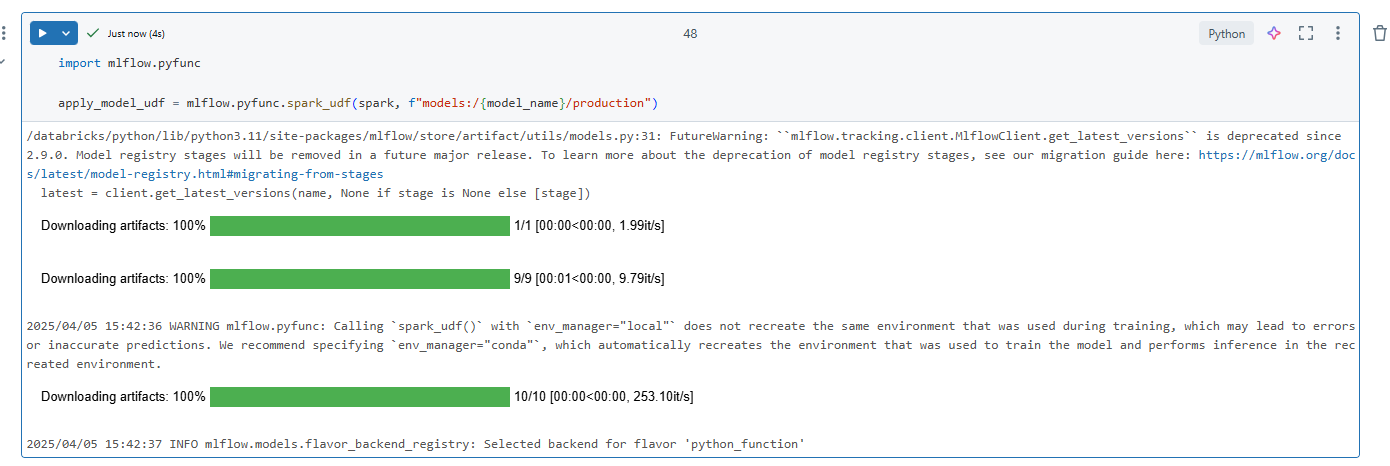 Just now (4s)
48
Python
import mlflow.pyfunc
apply_model_udf = mlflow.pyfunc.spark_udf(spark, f"models:/{model_name}/production")
/databricks/python/lib/python3.11/site-packages/mlflow/store/artifact/utils/models.py:31: FutureWarning: ``mlflow.tracking.client.MlflowClient.get_latest_versions`` is deprecated since
2.9.0. Model registry stages will be removed in a future major release. To learn more about the deprecation of model registry stages, see our migration guide here: https://mlflow.org/doc
s/latest/model-registry.html#migrating-from-stages
latest = client.get_latest_versions(name, None if stage is None else [stage])
Downloading artifacts: 100% 1/1 [00:00<00:00, 1.99it/s]
Downloading artifacts: 100% 9/9 [00:01<00:00, 9.79it/s]
2025/04/05 15:42:36 WARNING mlflow.pyfunc: Calling `spark_udf()` with `env_manager="local"` does not recreate the same environment that was used during training, which may lead to errors
or inaccurate predictions. We recommend specifying `env_manager="conda"`, which automatically recreates the environment that was used to train the model and performs inference in the rec
reated environment.
Downloading artifacts: 100% 10/10 [00:00<00:00, 253.10it/s]
2025/04/05 15:42:37 INFO mlflow.models.flavor_backend_registry: Selected backend for flavor 'python_function'